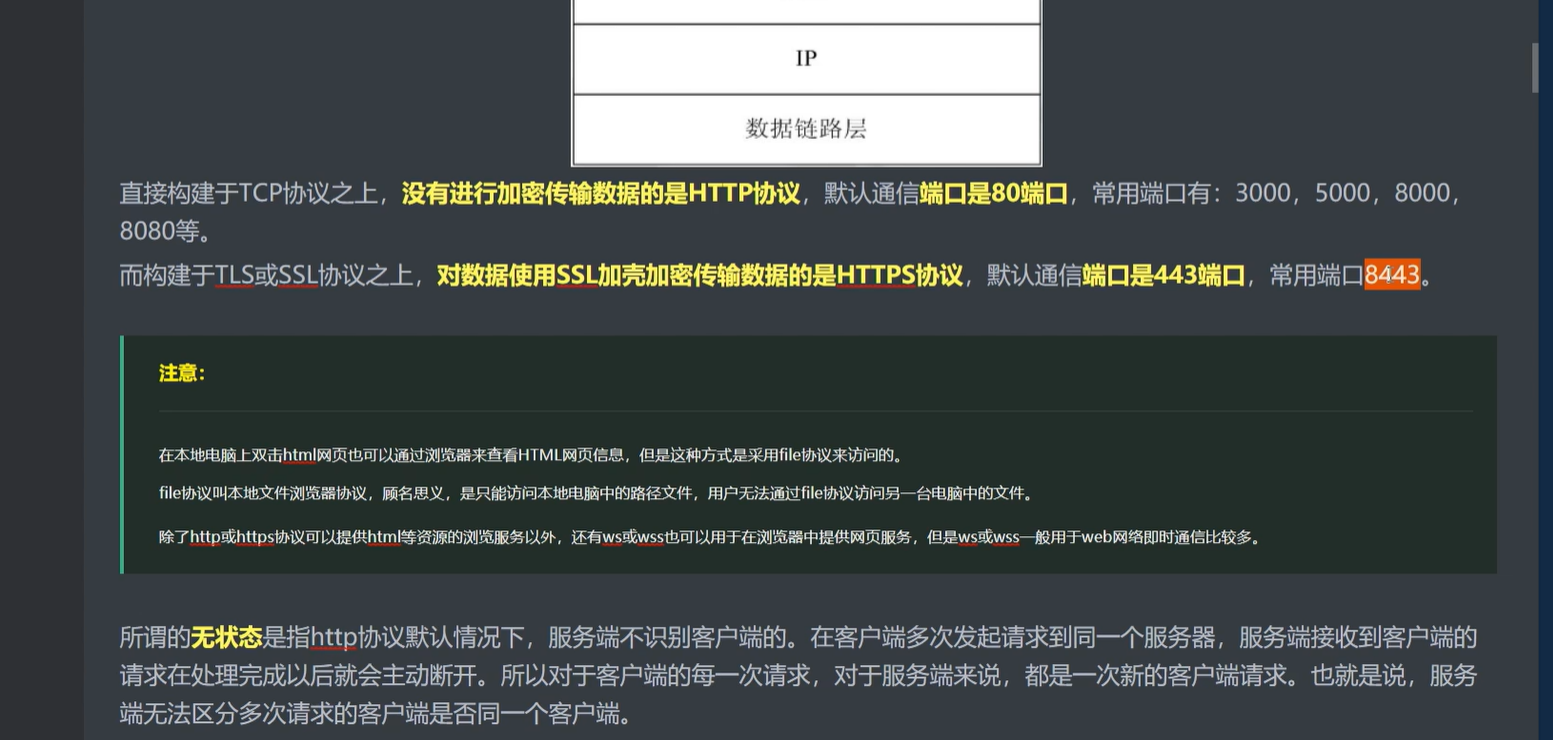 IP
数据链路层
直接构建于TCP协议之上，没有进行加密传输数据的是HTTP协议，默认通信端口是80端口，常用端口有：3000，5000，8000，
8080等。
而构建于TLS或SSL协议之上，对数据使用SSL加壳加密传输数据的是HTTPS协议，默认通信端口是443端口，常用端口8443。
注意：
在本地电脑上双击html网页也可以通过浏览器来查看HTML网页信息，但是这种方式是采用file协议来访问的。
file协议叫本地文件浏览器协议，顾名思义，是只能访问本地电脑中的路径文件，用户无法通过file协议访问另一台电脑中的文件。
除了http或https协议可以提供html等资源的浏览服务以外，还有ws或wss也可以用于在浏览器中提供网页服务，但是ws或wss一般用于web网络即时通信比较多。
所谓的无状态是指http协议默认情况下，服务端不识别客户端的。在客户端多次发起请求到同一个服务器，服务端接收到客户端的
请求在处理完成以后就会主动断开。所以对于客户端的每一次请求，对于服务端来说，都是一次新的客户端请求。也就是说，服务
端无法区分多次请求的客户端是否同一个客户端。